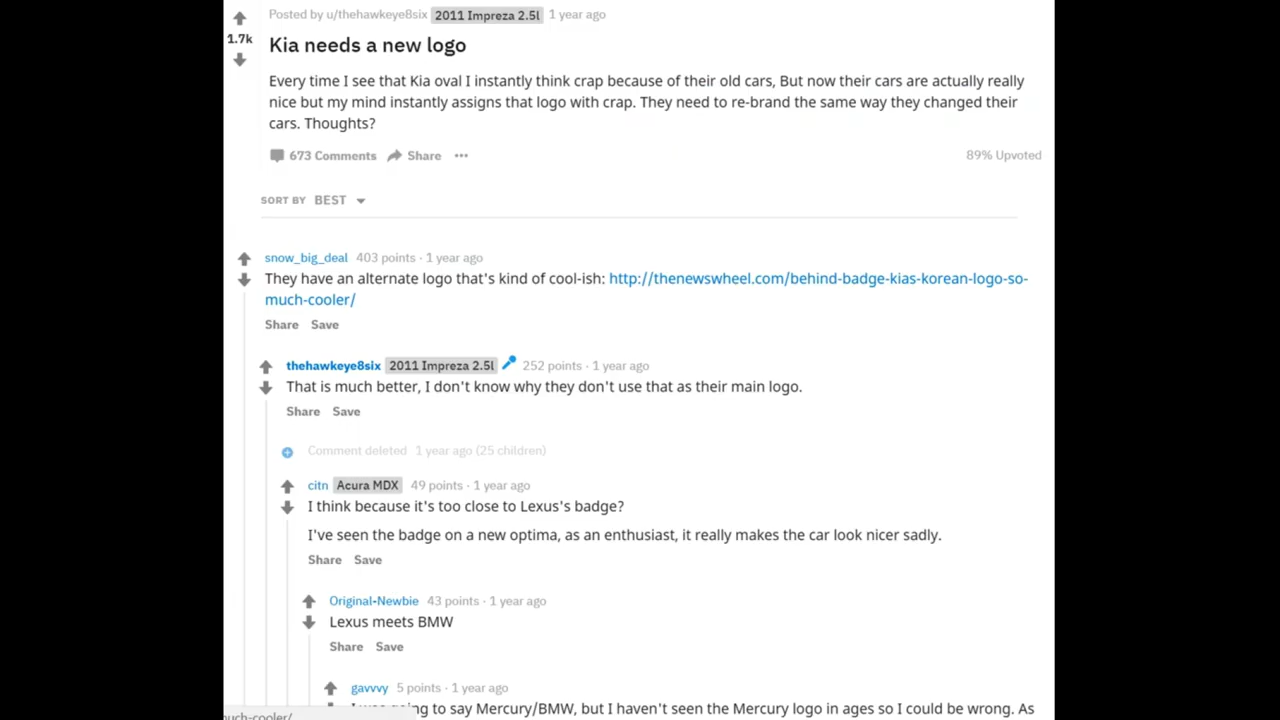 Posted by u/thehawkeye8six 2011 Impreza 2.5l 1 year ago
1.7k
Kia needs a new logo
Every time I see that Kia oval I instantly think crap because of their old cars, But now their cars are actually really
nice but my mind instantly assigns that logo with crap. They need to re-brand the same way they changed their
cars. Thoughts?
673 Comments Share ••• 89% Upvoted
SORT BY BEST
snow_big_deal 403 points · 1 year ago
They have an alternate logo that's kind of cool-ish: http://thenewswheel.com/behind-badge-kias-korean-logo-so-
much-cooler/
Share Save
thehawkeye8six 2011 Impreza 2.5l 252 points · 1 year ago
That is much better, I don't know why they don't use that as their main logo.
Share Save
Comment deleted 1 year ago (25 children)
citn Acura MDX 49 points · 1 year ago
I think because it's too close to Lexus's badge?
I've seen the badge on a new optima, as an enthusiast, it really makes the car look nicer sadly.
Share Save
Original-Newbie 43 points · 1 year ago
Lexus meets BMW
Share Save
gavvvy 5 points · 1 year ago
I was going to say Mercury/BMW, but I haven't seen the Mercury logo in ages so I could be wrong. As
much-cooler/